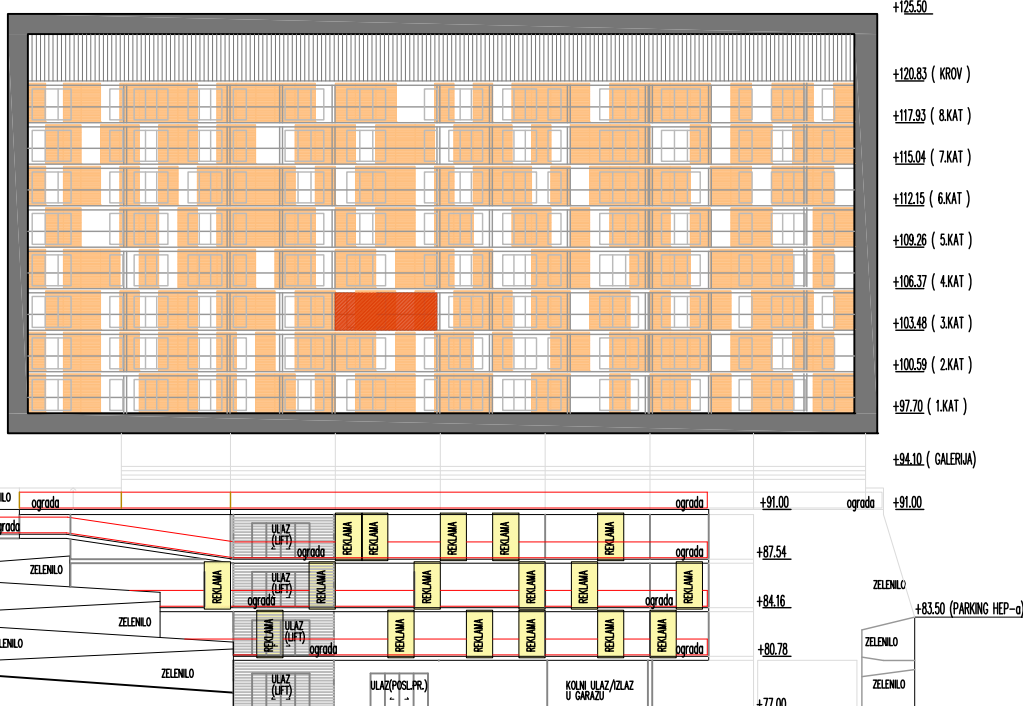 +125.50
+120.83 ( KROV )
+117.93 ( 8.KAT )
+115.04 ( 7.KAT )
+112.15 ( 6.KAT )
+109.26 ( 5.KAT )
+106.37 ( 4.KAT )
+103.48 ( 3.KAT )
+100.59 ( 2.KAT )
+97.70 ( 1.KAT )
+94.10 ( GALERIJA)
ograda
ograda
+91.00
ograda
+91.00
ULAZ
(LIFT)
REKLAMA
REKLAMA
REKLAMA
REKLAMA
REKLAMA
ograda
ograda
+87.54
ZELENILO
REKLAMA
ULAZ
(LIFT)
REKLAMA
REKLAMA
REKLAMA
REKLAMA
REKLAMA
ZELENILO
ograda
ograda
+84.16
+83.50 (PARKING HEP-a)
ZELENILO
REKLAMA
ULAZ
(LIFT)
REKLAMA
REKLAMA
REKLAMA
REKLAMA
REKLAMA
ZELENILO
ograda
ograda
+80.78
ZELENILO
ULAZ
(LIFT)
ULAZ(POSL.PR.)
KOLNI ULAZ/IZLAZ
U GARAZU
ZELENILO
+77.00